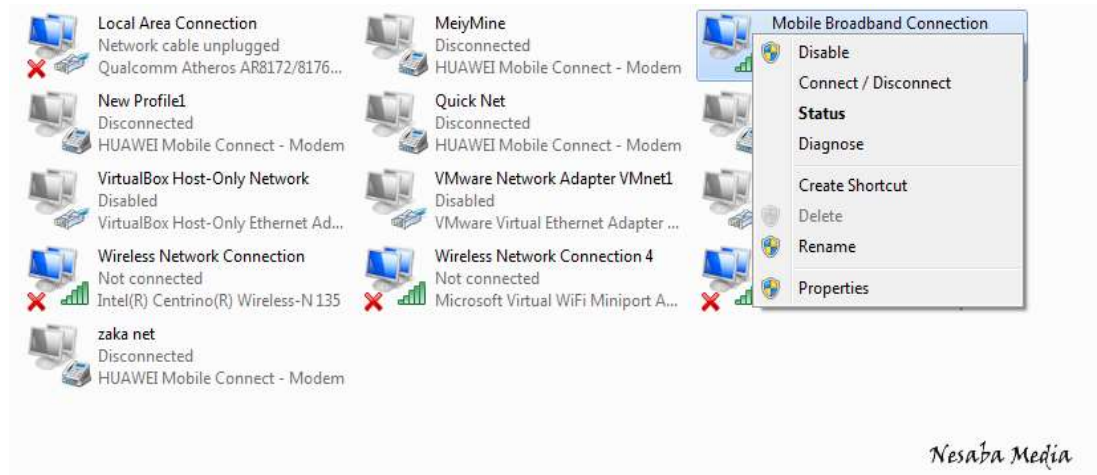 Local Area Connection
Network cable unplugged
Qualcomm Atheros AR8172/8176...
MeiyMine
Disconnected
HUAWEI Mobile Connect - Modem
Mobile Broadband Connection
New Profile1
Disconnected
HUAWEI Mobile Connect - Modem
Quick Net
Disconnected
HUAWEI Mobile Connect - Modem
VirtualBox Host-Only Network
Disabled
VirtualBox Host-Only Ethernet Ad...
VMware Network Adapter VMnet1
Disabled
VMware Virtual Ethernet Adapter ...
Wireless Network Connection
Not connected
Intel(R) Centrino(R) Wireless-N 135
Wireless Network Connection 4
Not connected
Microsoft Virtual WiFi Miniport A...
zaka net
Disconnected
HUAWEI Mobile Connect - Modem
Disable
Connect / Disconnect
Status
Diagnose
Create Shortcut
Delete
Rename
Properties
Nesaba Media